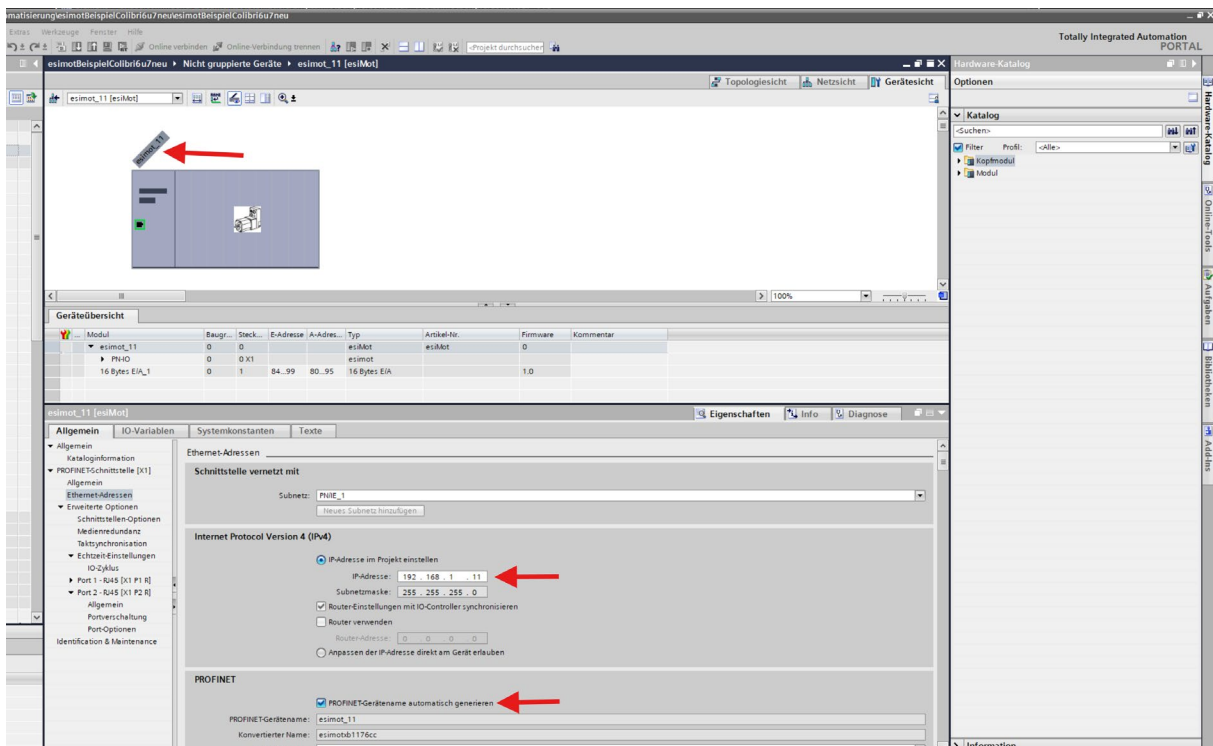 omatisierung\esimotBeispielColibri6u7neu\esimotBeispielColibri6u7neu
Extras Werkzeuge Fenster Hilfe
Online verbinden Online-Verbindung trennen <Projekt durchsuchen>
Totally Integrated Automation
PORTAL
esimotBeispielColibri6u7neu Nicht gruppierte Geräte esimot_11 [esiMot]
Hardware-Katalog
Topologiesicht Netzsicht Gerätesicht
Optionen
esimot_11 [esiMot]
Katalog
<Suchen>
Filter Profil: <Alle>
Kopfmodul
Modul
esimot_11
100%
Geräteübersicht
... Modul Baugr... Steck... E-Adresse A-Adres... Typ Artikel-Nr. Firmware Kommentar
esimot_11 0 0 esiMot esiMot 0
PN-IO 0 0 X1 esimot
16 Bytes E/A_1 0 1 84...99 80...95 16 Bytes E/A 1.0
esimot_11 [esiMot]
Eigenschaften Info Diagnose
Allgemein IO-Variablen Systemkonstanten Texte
Allgemein
Kataloginformation
PROFINET-Schnittstelle [X1]
Allgemein
Ethernet-Adressen
Erweiterte Optionen
Schnittstellen-Optionen
Medienredundanz
Taktsynchronisation
Echtzeit-Einstellungen
IO-Zyklus
Port 1 - RJ45 [X1 P1 R]
Port 2 - RJ45 [X1 P2 R]
Allgemein
Portverschaltung
Port-Optionen
Identification & Maintenance
Ethernet-Adressen
Schnittstelle vernetzt mit
Subnetz: PN/IE_1
Neues Subnetz hinzufügen
Internet Protocol Version 4 (IPv4)
IP-Adresse im Projekt einstellen
IP-Adresse: 192 . 168 . 1 . 11
Subnetzmaske: 255 . 255 . 255 . 0
Router-Einstellungen mit IO-Controller synchronisieren
Router verwenden
Router-Adresse: 0 . 0 . 0 . 0
Anpassen der IP-Adresse direkt am Gerät erlauben
PROFINET
PROFINET-Gerätename automatisch generieren
PROFINET-Gerätename: esimot_11
Konvertierter Name: esimotxb1176cc
Hardware-Katalog
Online-Tools
Aufgaben
Bibliotheken
Add-Ins
Information